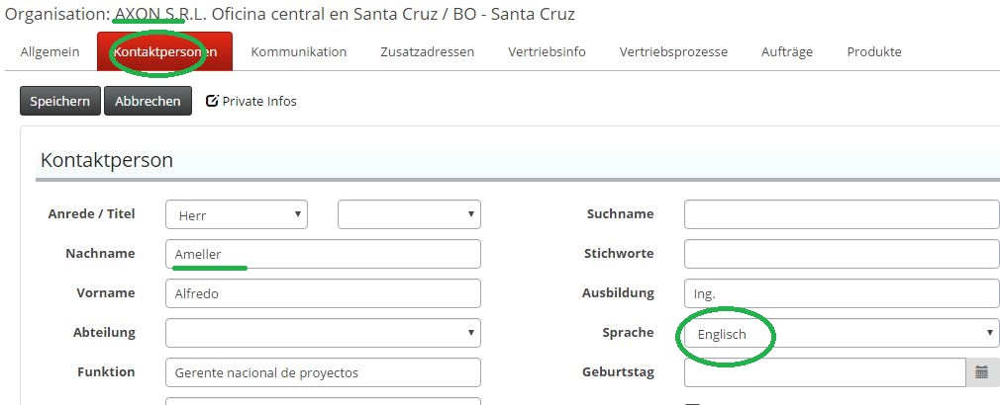 Organisation: AXON S.R.L. Oficina central en Santa Cruz / BO - Santa Cruz
Allgemein Kontaktpersonen Kommunikation Zusatzadressen Vertriebsinfo Vertriebsprozesse Aufträge Produkte
Speichern Abbrechen Private Infos
Kontaktperson
Anrede / Titel Herr Suchname
Nachname Ameller Stichworte
Vorname Alfredo Ausbildung Ing.
Abteilung Sprache Englisch
Funktion Gerente nacional de proyectos Geburtstag